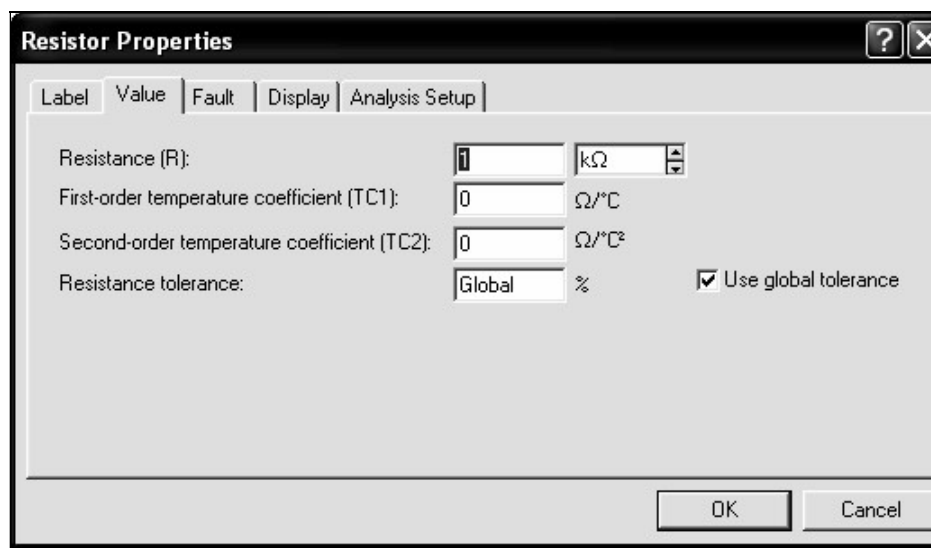 Resistor Properties
Label Value Fault Display Analysis Setup
Resistance (R): 1 kΩ
First-order temperature coefficient (TC1): 0 Ω/°C
Second-order temperature coefficient (TC2): 0 Ω/°C²
Resistance tolerance: Global % Use global tolerance
OK Cancel